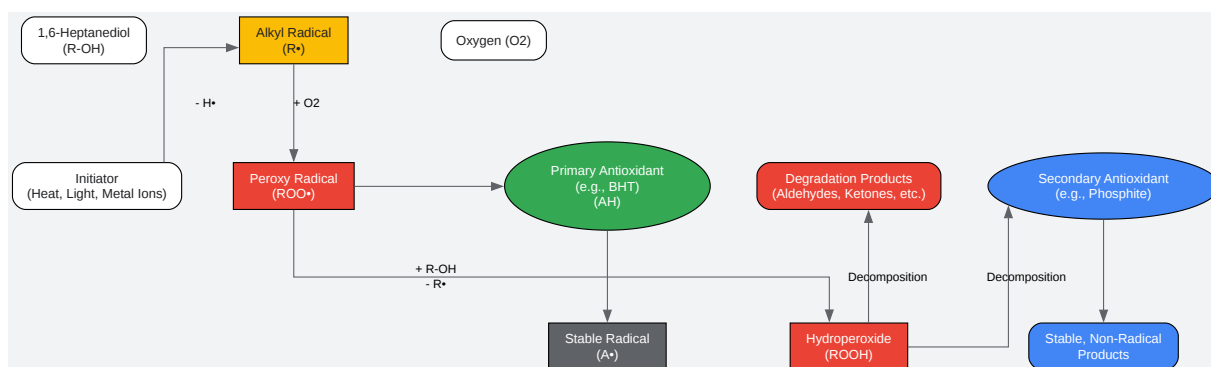 1,6-Heptanediol
(R-OH)
Alkyl Radical
(R•)
Oxygen (O2)
- H•
+ O2
Initiator
(Heat, Light, Metal Ions)
Peroxy Radical
(ROO•)
Primary Antioxidant
(e.g., BHT)
(AH)
Degradation Products
(Aldehydes, Ketones, etc.)
Secondary Antioxidant
(e.g., Phosphite)
+ R-OH
- R•
Decomposition
Decomposition
Stable Radical
(A•)
Hydroperoxide
(ROOH)
Stable, Non-Radical
Products